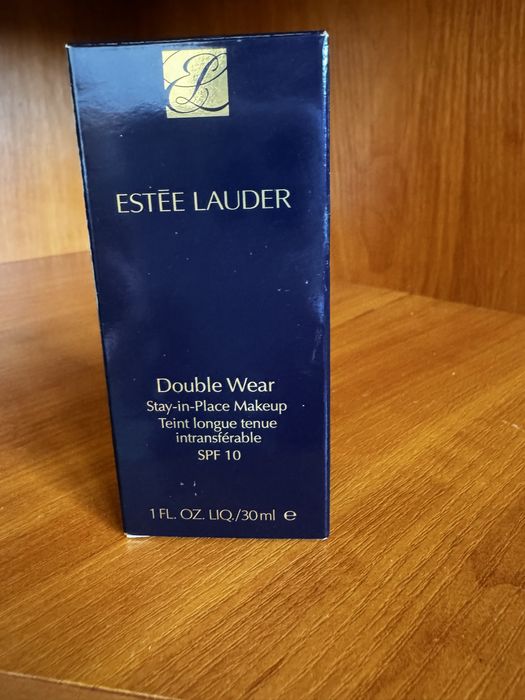 EL
ESTĒE LAUDER
Double Wear
Stay-in-Place Makeup
Teint longue tenue
intransférable
SPF 10
1 FL. OZ. LIQ./30 ml ℮